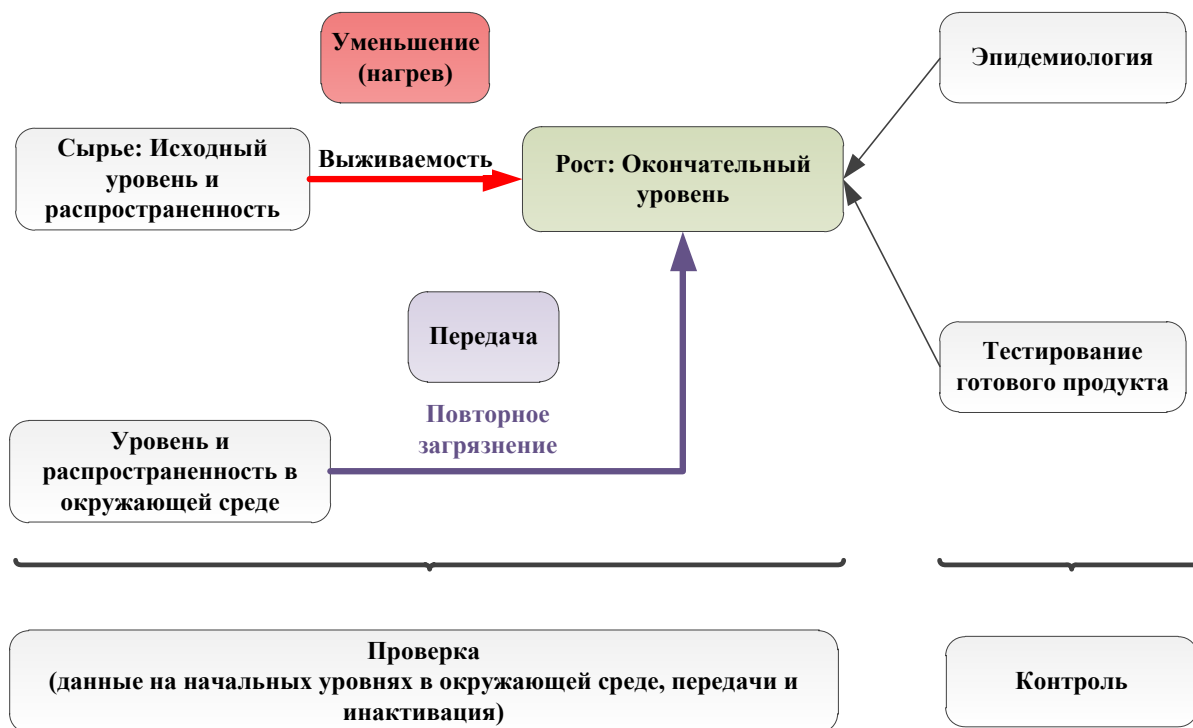 Уменьшение
(нагрев)
Эпидемиология
Сырье: Исходный
уровень и
распространенность
Выживаемость
Рост: Окончательный
уровень
Передача
Тестирование
готового продукта
Повторное
загрязнение
Уровень и
распространенность в
окружающей среде
Проверка
(данные на начальных уровнях в окружающей среде, передачи и
инактивация)
Контроль